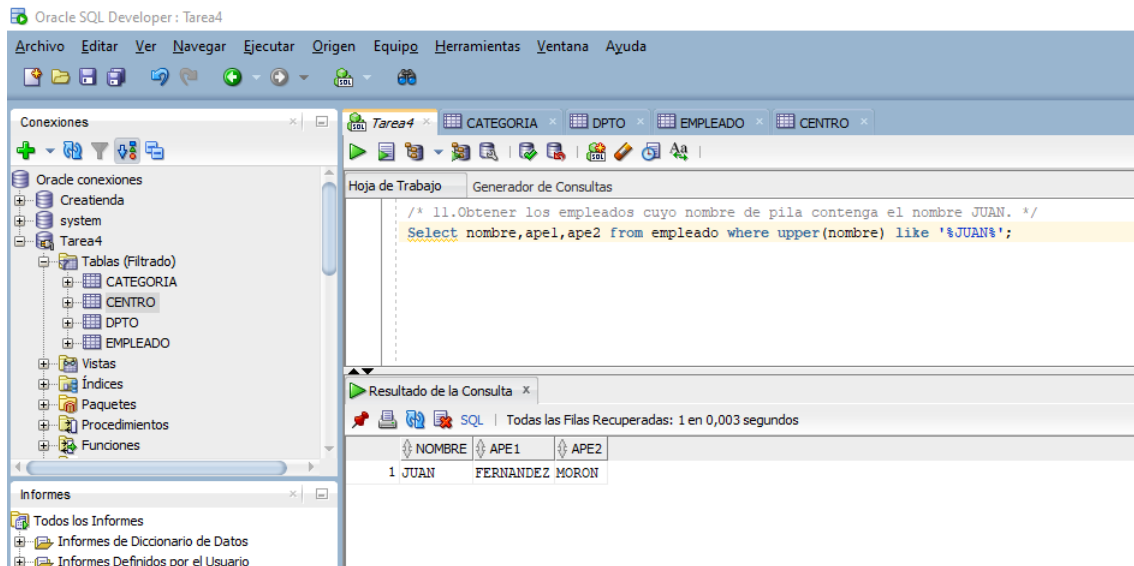 Oracle SQL Developer : Tarea4
Archivo Editar Ver Navegar Ejecutar Origen Equipo Herramientas Ventana Ayuda
Conexiones
Oracle conexiones
Creatienda
system
Tarea4
Tablas (Filtrado)
CATEGORIA
CENTRO
DPTO
EMPLEADO
Vistas
Índices
Paquetes
Procedimientos
Funciones
Informes
Todos los Informes
Informes de Diccionario de Datos
Informes Definidos por el Usuario
Tarea4 CATEGORIA DPTO EMPLEADO CENTRO
Hoja de Trabajo Generador de Consultas
/* 11.Obtener los empleados cuyo nombre de pila contenga el nombre JUAN. */
Select nombre,ape1,ape2 from empleado where upper(nombre) like '%JUAN%';
Resultado de la Consulta x
SQL | Todas las Filas Recuperadas: 1 en 0,003 segundos
NOMBRE APE1 APE2
1 JUAN FERNANDEZ MORON